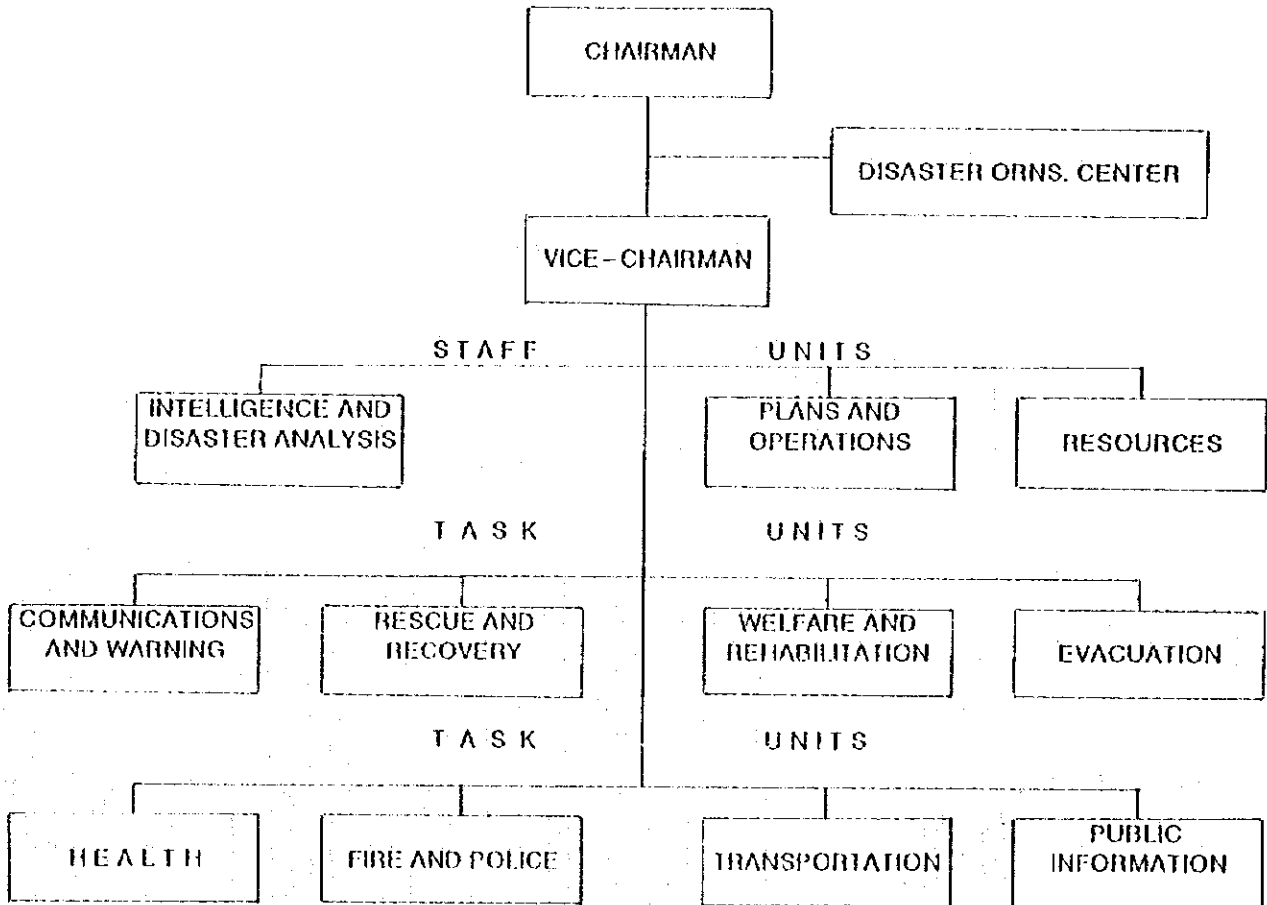 CHAIRMAN
DISASTER ORNS. CENTER
VICE-CHAIRMAN
STAFF UNITS
INTELLIGENCE AND
DISASTER ANALYSIS
PLANS AND
OPERATIONS
RESOURCES
TASK UNITS
COMMUNICATIONS
AND WARNING
RESCUE AND
RECOVERY
WELFARE AND
REHABILITATION
EVACUATION
TASK UNITS
HEALTH
FIRE AND POLICE
TRANSPORTATION
PUBLIC
INFORMATION